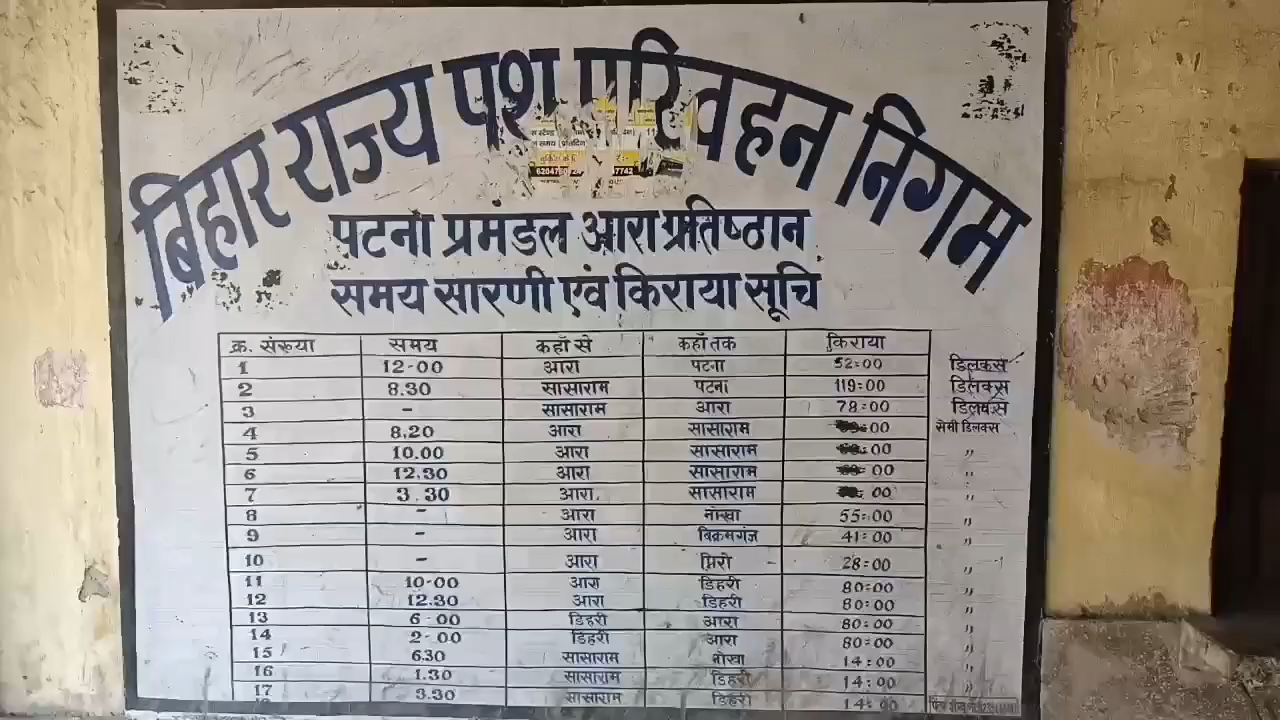 बिहार राज्य पथ परिवहन निगम
पटना प्रमंडल आरा प्रतिष्ठान
समय सारणी एवं किराया सूचि
क्र. संख्या समय कहाँ से कहाँ तक किराया
1 12-00 आरा पटना 52=00 डिलक्स
2 8.30 सासाराम पटना 119=00 डिलक्स
3 - सासाराम आरा 78=00 डिलक्स
4 8.20 आरा सासाराम =00 सेमी डिलक्स
5 10.00 आरा सासाराम =00 "
6 12.30 आरा सासाराम = 00 "
7 3.30 आरा. सासाराम 00 "
8 - आरा नोखा 55=00 "
9 - आरा बिक्रमगंज 41=00 "
10 - आरा पिरो 28=00 "
11 10-00 आरा डिहरी 80=00 "
12 12.30 आरा डिहरी 80=00 "
13 6-00 डिहरी आरा 80=00 "
14 2-00 डिहरी आरा 80=00 "
15 6.30 सासाराम नोखा 14=00 "
16 1.30 सासाराम डिहरी 14=00 "
17 3.30 सासाराम डिहरी 14=00